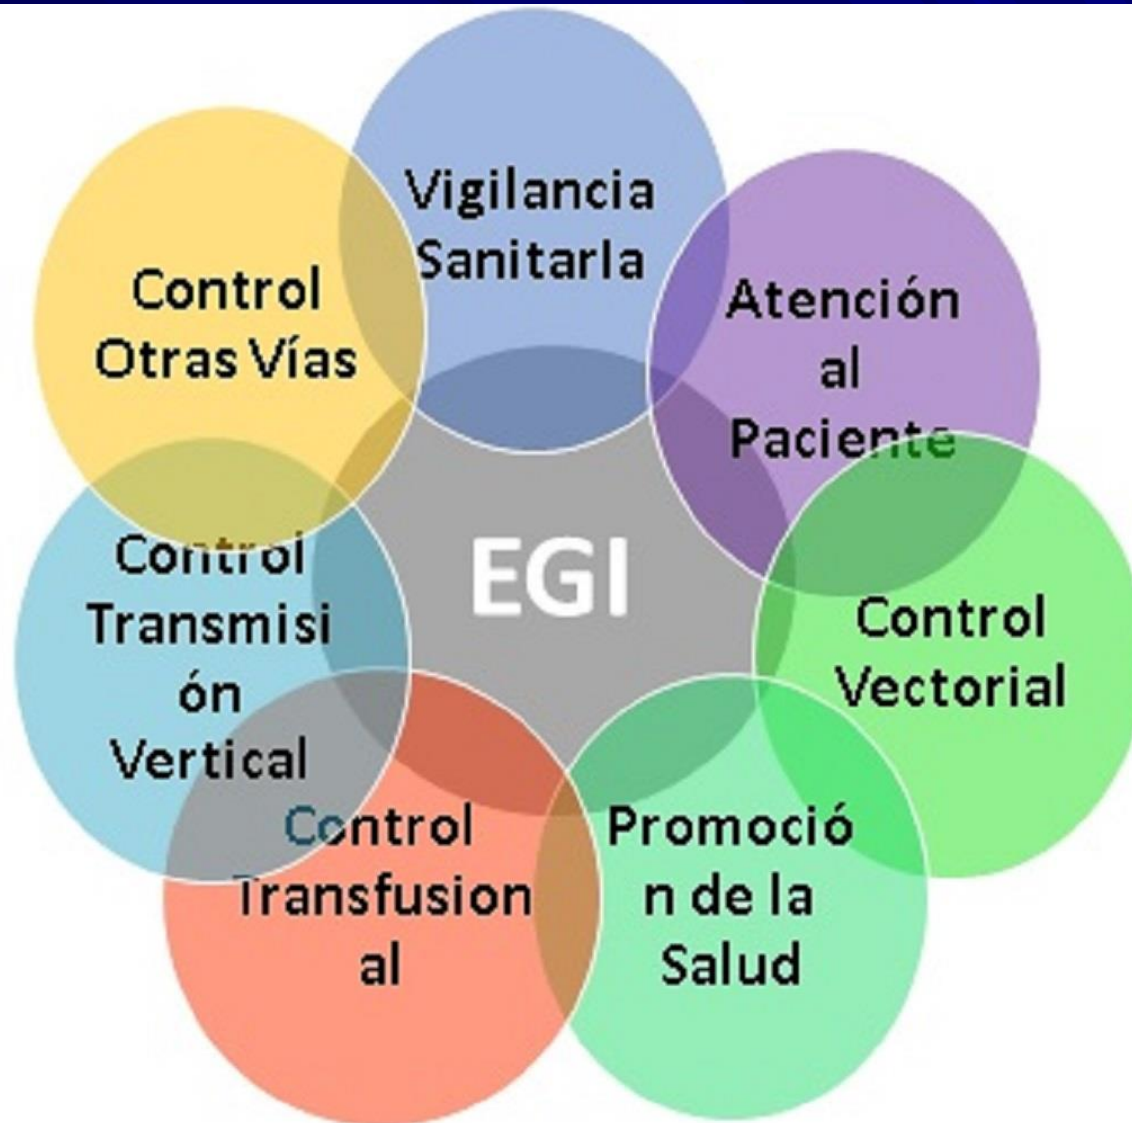 Vigilancia
Sanitarla
Atención
al
Paciente
Control
Vectorial
Promoció
n de la
Salud
Control
Transfusion
al
Control
Transmisi
ón
Vertical
Control
Otras Vías
EGI